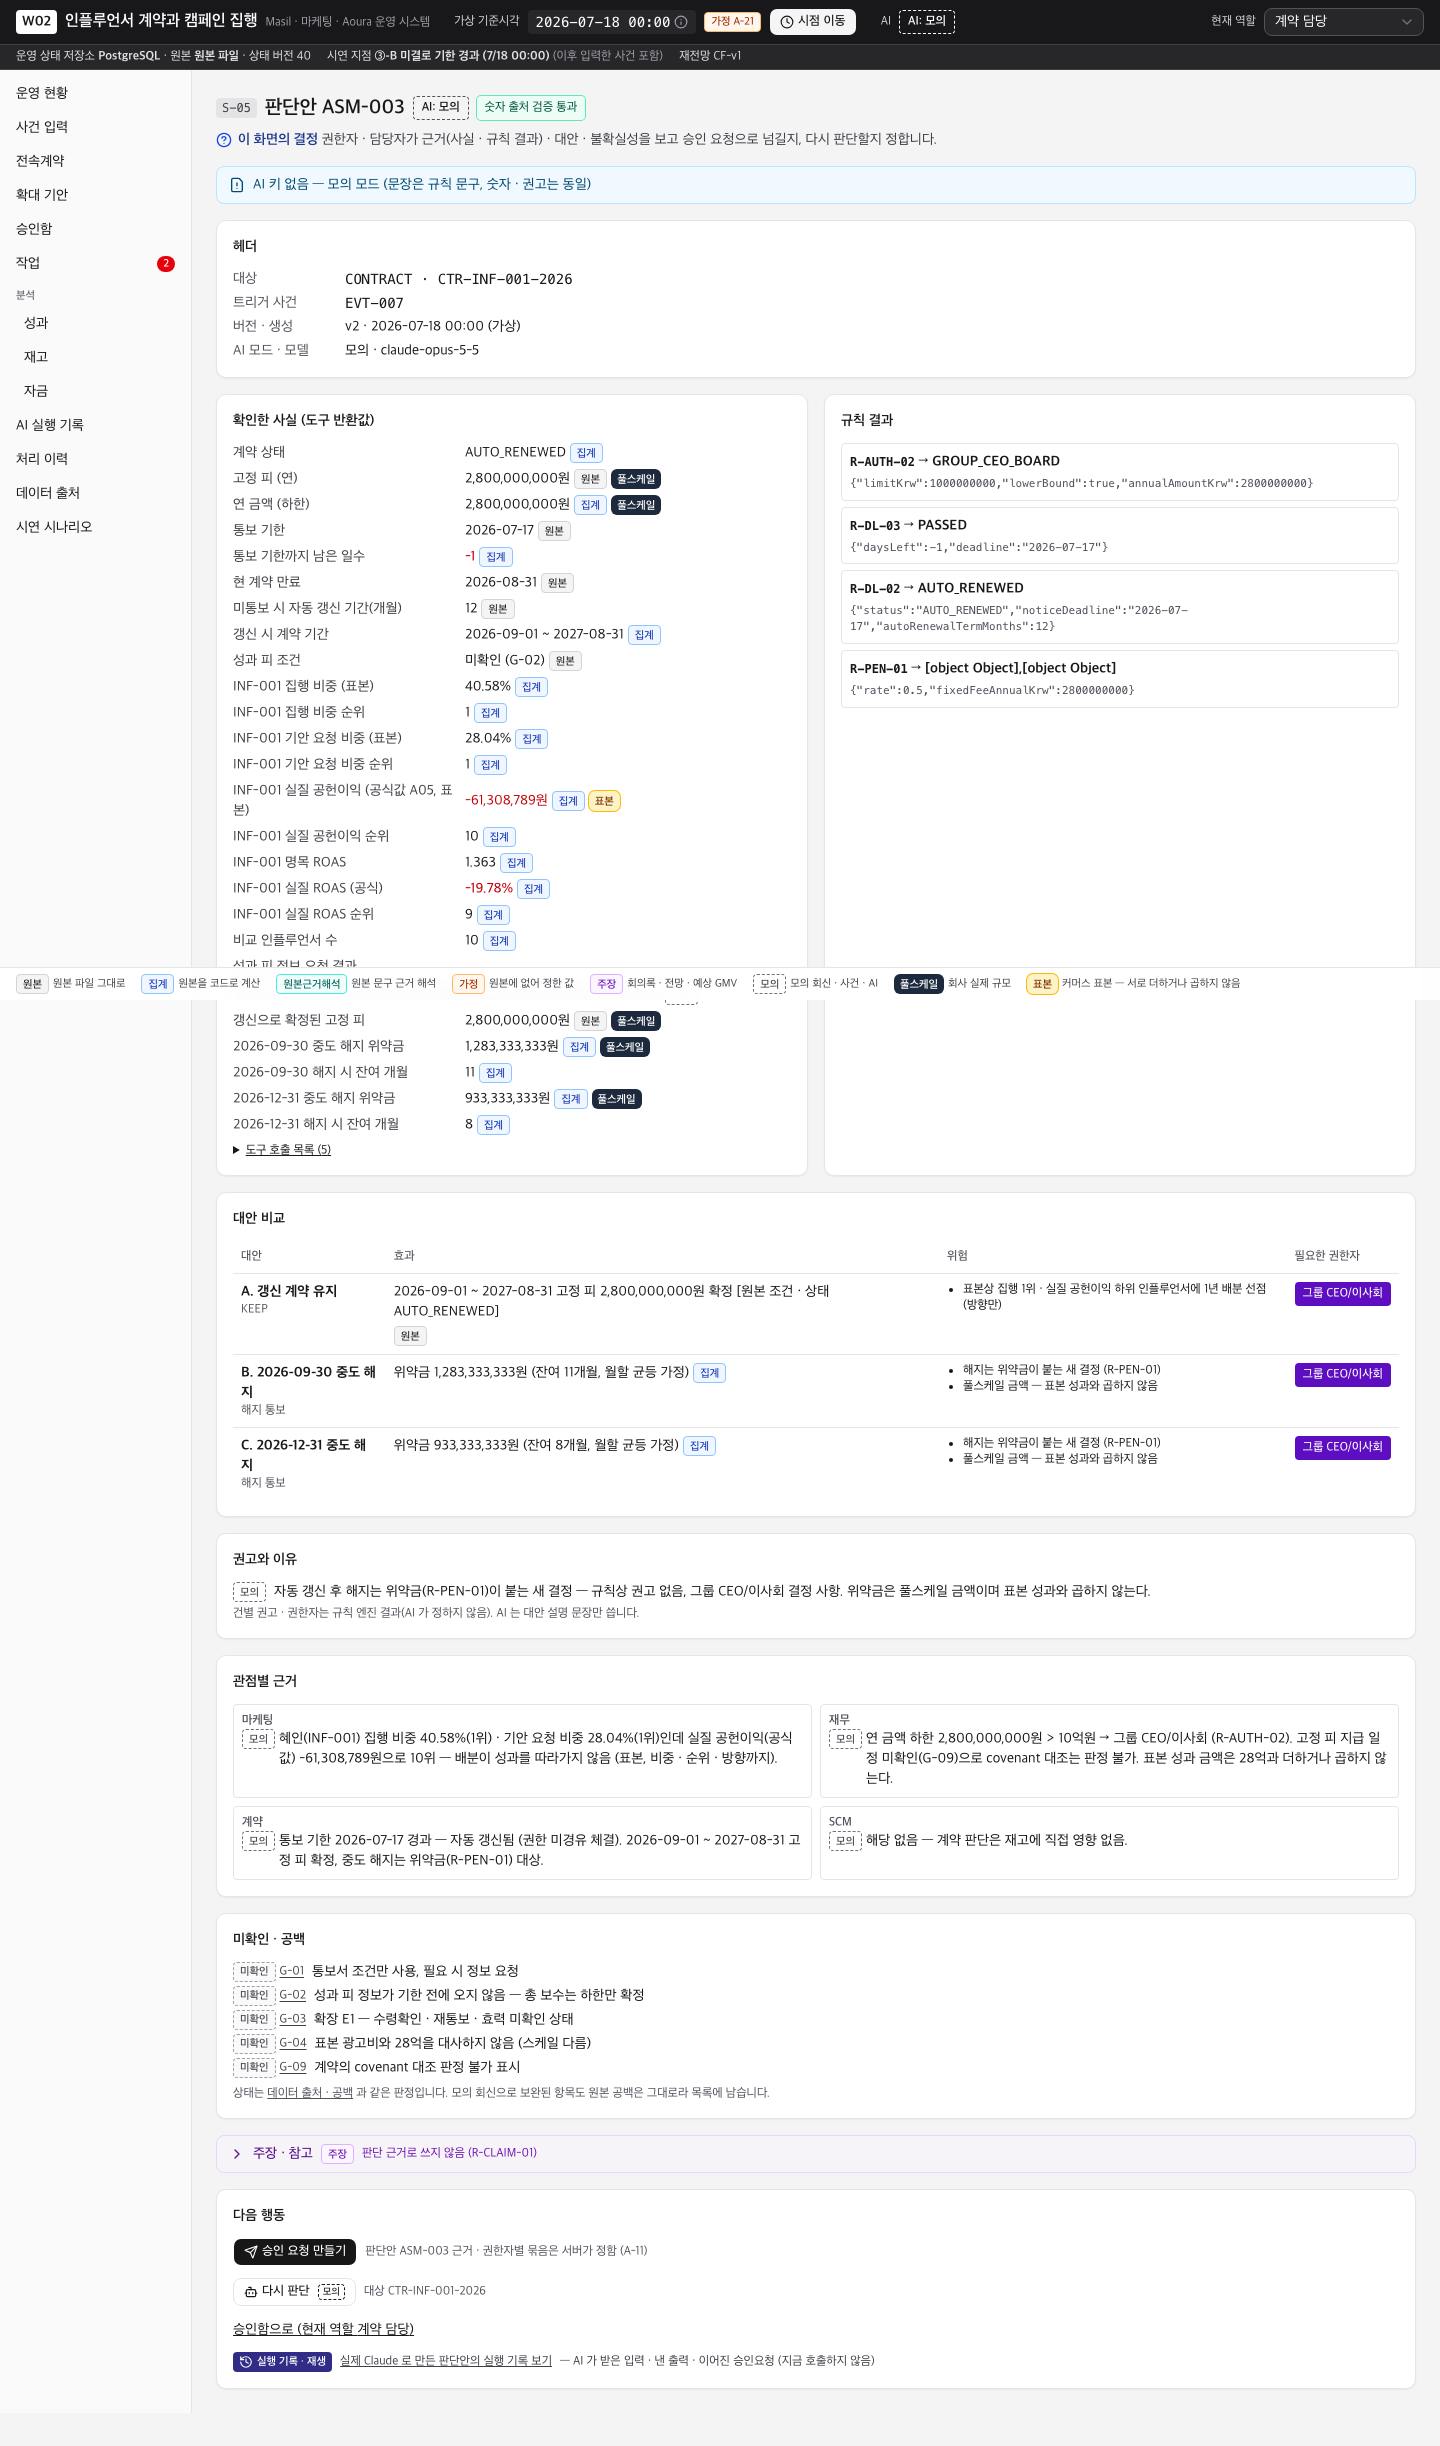 W02 인플루언서 계약과 캠페인 집행 Masil · 마케팅 · Aoura 운영 시스템 가상 기준시각 2026-07-18 00:00 가정 A-21 시점 이동 AI AI: 모의 현재 역할 계약 담당
운영 상태 저장소 PostgreSQL · 원본 원본 파일 · 상태 버전 40 시연 지점 ③-B 미결로 기한 경과 (7/18 00:00) (이후 입력한 사건 포함) 재전망 CF-v1
운영 현황
사건 입력
전속계약
확대 기안
승인함
작업 2
분석
성과
재고
자금
AI 실행 기록
처리 이력
데이터 출처
시연 시나리오
S-05 판단안 ASM-003 AI: 모의 숫자 출처 검증 통과
이 화면의 결정 권한자 · 담당자가 근거(사실 · 규칙 결과) · 대안 · 불확실성을 보고 승인 요청으로 넘길지, 다시 판단할지 정합니다.
AI 키 없음 — 모의 모드 (문장은 규칙 문구, 숫자 · 권고는 동일)
헤더
대상 CONTRACT · CTR-INF-001-2026
트리거 사건 EVT-007
버전 · 생성 v2 · 2026-07-18 00:00 (가상)
AI 모드 · 모델 모의 · claude-opus-5-5
확인한 사실 (도구 반환값)
계약 상태 AUTO_RENEWED 집계
고정 피 (연) 2,800,000,000원 원본 풀스케일
연 금액 (하한) 2,800,000,000원 집계 풀스케일
통보 기한 2026-07-17 원본
통보 기한까지 남은 일수 -1 집계
현 계약 만료 2026-08-31 원본
미통보 시 자동 갱신 기간(개월) 12 원본
갱신 시 계약 기간 2026-09-01 ~ 2027-08-31 집계
성과 피 조건 미확인 (G-02) 원본
INF-001 집행 비중 (표본) 40.58% 집계
INF-001 집행 비중 순위 1 집계
INF-001 기안 요청 비중 (표본) 28.04% 집계
INF-001 기안 요청 비중 순위 1 집계
INF-001 실질 공헌이익 (공식값 A05, 표
본) -61,308,789원 집계 표본
INF-001 실질 공헌이익 순위 10 집계
INF-001 명목 ROAS 1.363 집계
INF-001 실질 ROAS (공식) -19.78% 집계
INF-001 실질 ROAS 순위 9 집계
비교 인플루언서 수 10 집계
성과 피 정보 요청 결과
원본 원본 파일 그대로 집계 원본을 코드로 계산 원본근거해석 원본 문구 근거 해석 가정 원본에 없어 정한 값 주장 회의록 · 전망 · 예상 GMV 모의 모의 회신 · 사건 · AI 풀스케일 회사 실제 규모 표본 커머스 표본 — 서로 더하거나 곱하지 않음
갱신으로 확정된 고정 피 2,800,000,000원 원본 풀스케일
2026-09-30 중도 해지 위약금 1,283,333,333원 집계 풀스케일
2026-09-30 해지 시 잔여 개월 11 집계
2026-12-31 중도 해지 위약금 933,333,333원 집계 풀스케일
2026-12-31 해지 시 잔여 개월 8 집계
도구 호출 목록 (5)
규칙 결과
R-AUTH-02 → GROUP_CEO_BOARD
{"limitKrw":1000000000,"lowerBound":true,"annualAmountKrw":2800000000}
R-DL-03 → PASSED
{"daysLeft":-1,"deadline":"2026-07-17"}
R-DL-02 → AUTO_RENEWED
{"status":"AUTO_RENEWED","noticeDeadline":"2026-07-
17","autoRenewalTermMonths":12}
R-PEN-01 → [object Object],[object Object]
{"rate":0.5,"fixedFeeAnnualKrw":2800000000}
대안 비교
대안 효과 위험 필요한 권한자
A. 갱신 계약 유지
KEEP
2026-09-01 ~ 2027-08-31 고정 피 2,800,000,000원 확정 [원본 조건 · 상태
AUTO_RENEWED]
원본
표본상 집행 1위 · 실질 공헌이익 하위 인플루언서에 1년 배분 선점
(방향만)
그룹 CEO/이사회
B. 2026-09-30 중도 해
지
해지 통보
위약금 1,283,333,333원 (잔여 11개월, 월할 균등 가정) 집계
해지는 위약금이 붙는 새 결정 (R-PEN-01)
풀스케일 금액 — 표본 성과와 곱하지 않음
그룹 CEO/이사회
C. 2026-12-31 중도 해
지
해지 통보
위약금 933,333,333원 (잔여 8개월, 월할 균등 가정) 집계
해지는 위약금이 붙는 새 결정 (R-PEN-01)
풀스케일 금액 — 표본 성과와 곱하지 않음
그룹 CEO/이사회
권고와 이유
모의 자동 갱신 후 해지는 위약금(R-PEN-01)이 붙는 새 결정 — 규칙상 권고 없음, 그룹 CEO/이사회 결정 사항. 위약금은 풀스케일 금액이며 표본 성과와 곱하지 않는다.
건별 권고 · 권한자는 규칙 엔진 결과(AI 가 정하지 않음). AI 는 대안 설명 문장만 씁니다.
관점별 근거
마케팅
모의 혜인(INF-001) 집행 비중 40.58%(1위) · 기안 요청 비중 28.04%(1위)인데 실질 공헌이익(공식
값) -61,308,789원으로 10위 — 배분이 성과를 따라가지 않음 (표본, 비중 · 순위 · 방향까지).
재무
모의 연 금액 하한 2,800,000,000원 > 10억원 → 그룹 CEO/이사회 (R-AUTH-02). 고정 피 지급 일
정 미확인(G-09)으로 covenant 대조는 판정 불가. 표본 성과 금액은 28억과 더하거나 곱하지 않
는다.
계약
모의 통보 기한 2026-07-17 경과 — 자동 갱신됨 (권한 미경유 체결). 2026-09-01 ~ 2027-08-31 고
정 피 확정, 중도 해지는 위약금(R-PEN-01) 대상.
SCM
모의 해당 없음 — 계약 판단은 재고에 직접 영향 없음.
미확인 · 공백
미확인 G-01 통보서 조건만 사용, 필요 시 정보 요청
미확인 G-02 성과 피 정보가 기한 전에 오지 않음 — 총 보수는 하한만 확정
미확인 G-03 확장 E1 — 수령확인 · 재통보 · 효력 미확인 상태
미확인 G-04 표본 광고비와 28억을 대사하지 않음 (스케일 다름)
미확인 G-09 계약의 covenant 대조 판정 불가 표시
상태는 데이터 출처 · 공백 과 같은 판정입니다. 모의 회신으로 보완된 항목도 원본 공백은 그대로라 목록에 남습니다.
주장 · 참고 주장 판단 근거로 쓰지 않음 (R-CLAIM-01)
다음 행동
승인 요청 만들기 판단안 ASM-003 근거 · 권한자별 묶음은 서버가 정함 (A-11)
다시 판단 모의 대상 CTR-INF-001-2026
승인함으로 (현재 역할 계약 담당)
실행 기록 · 재생 실제 Claude 로 만든 판단안의 실행 기록 보기 — AI 가 받은 입력 · 낸 출력 · 이어진 승인요청 (지금 호출하지 않음)